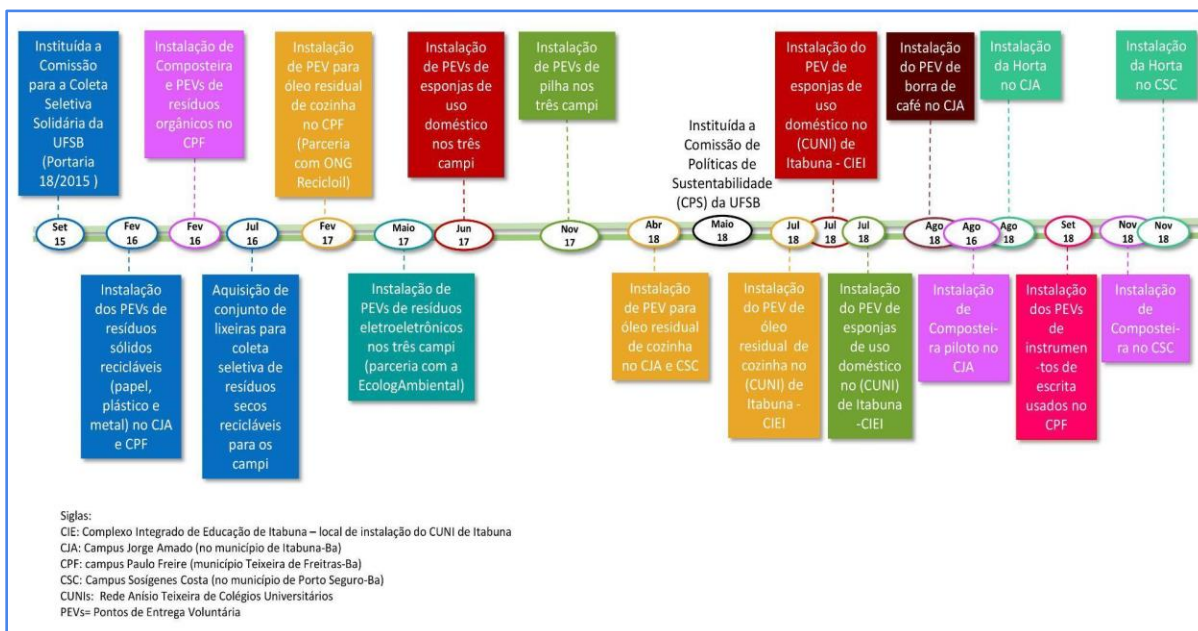 Instituída a
Comissão
para a Coleta
Seletiva
Solidária da
UFSB
(Portaria
18/2015 )
Instalação de
Composteira
e PEVs de
resíduos
orgânicos no
CPF
Instalação
de PEV para
óleo residual
de cozinha
no CPF
(Parceria
com ONG
Recicloil)
Instalação
de PEVs de
esponjas de
uso
doméstico
nos três
campi
Instalação
de PEVs de
pilha nos
três campi
Instituída a
Comissão de
Políticas de
Sustentabilidade
(CPS) da UFSB
Instalação do
PEV de
esponjas de
uso
doméstico no
(CUNI) de
Itabuna - CIEI
Instalação
do PEV de
borra de
café no CJA
Instalação
da Horta
no CJA
Instalação
da Horta
no CSC
Set
15
Fev
16
Fev
16
Jul
16
Fev
17
Maio
17
Jun
17
Nov
17
Abr
18
Maio
18
Jul
18
Jul
18
Jul
18
Ago
18
Ago
16
Ago
18
Set
18
Nov
18
Nov
18
Instalação
dos PEVs de
resíduos
sólidos
recicláveis
(papel,
plástico e
metal) no CJA
e CPF
Aquisição de
conjunto de
lixeiras para
coleta
seletiva de
resíduos
secos
recicláveis
para os
campi
Instalação de
PEVs de resíduos
eletroeletrônicos
nos três campi
(parceria com a
EcologAmbiental)
Instalação
de PEV para
óleo residual
de cozinha
no CJA e CSC
Instalação
do PEV de
óleo
residual de
cozinha no
(CUNI) de
Itabuna -
CIEI
Instalação
do PEV de
esponjas de
uso
doméstico
no (CUNI)
de Itabuna
-CIEI
Instalação
de
Compostei-
ra piloto no
CJA
Instalação
dos PEVs
de
instrumen
-tos de
escrita
usados no
CPF
Instalação
de
Compostei-
ra no CSC
Siglas:
CIE: Complexo Integrado de Educação de Itabuna – local de instalação do CUNI de Itabuna
CJA: Campus Jorge Amado (no município de Itabuna-Ba)
CPF: campus Paulo Freire (município Teixeira de Freitras-Ba)
CSC: Campus Sosígenes Costa (no município de Porto Seguro-Ba)
CUNIs: Rede Anísio Teixeira de Colégios Universitários
PEVs= Pontos de Entrega Voluntária